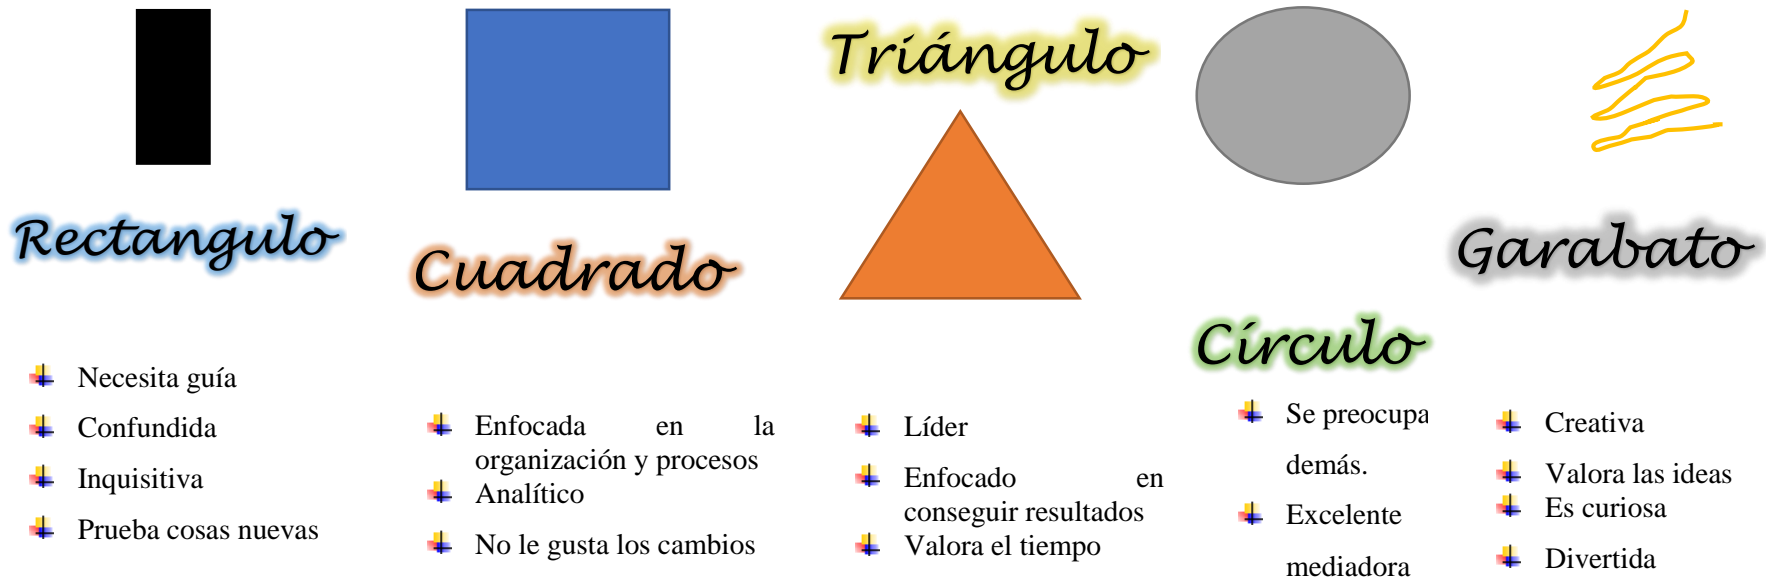 Rectangulo
Necesita guía
Confundida
Inquisitiva
Prueba cosas nuevas
Cuadrado
Enfocada en la
organización y procesos
Analítico
No le gusta los cambios
Triángulo
Líder
Enfocado en
conseguir resultados
Valora el tiempo
Círculo
Se preocupa
demás.
Excelente
mediadora
Garabato
Creativa
Valora las ideas
Es curiosa
Divertida